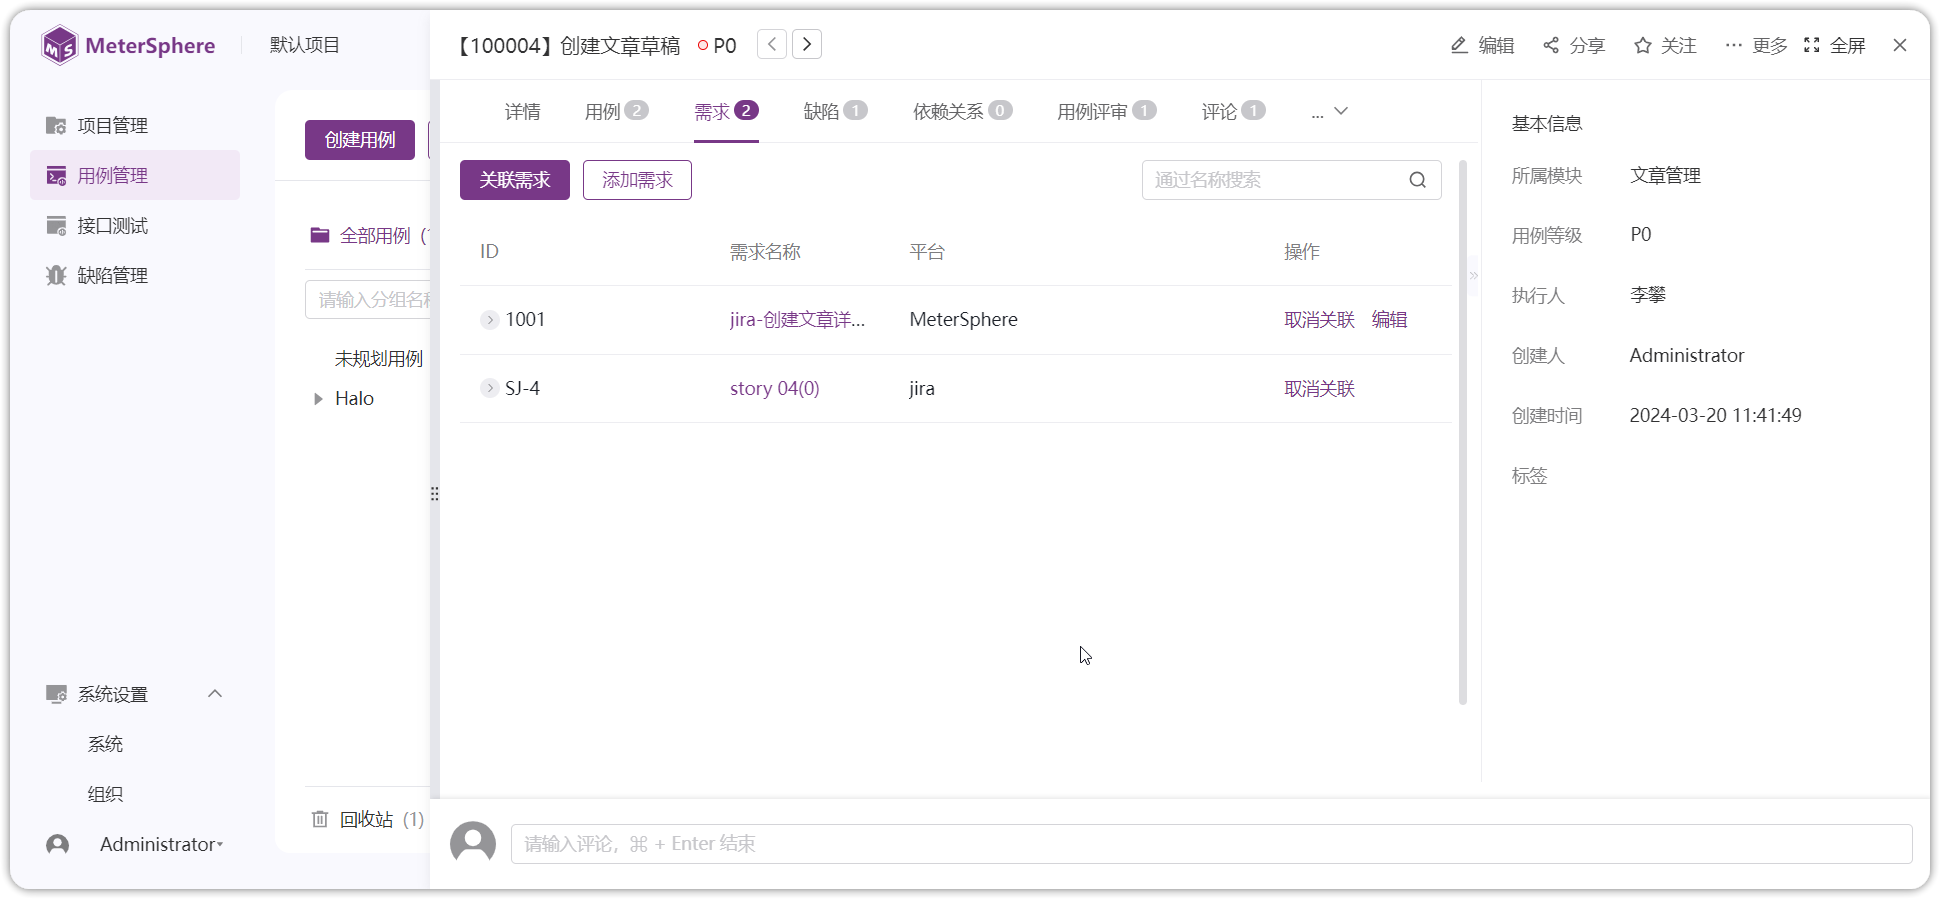 MeterSphere
默认项目
项目管理
用例管理
接口测试
缺陷管理
系统设置
系统
组织
Administrator
创建用例
全部用例
请输入分组名称
未规划用例
Halo
回收站 (1)
【100004】创建文章草稿 P0
编辑 分享 关注 ... 更多 全屏
详情 用例 2 需求 2 缺陷 1 依赖关系 0 用例评审 1 评论 1 ...
关联需求 添加需求 通过名称搜索
ID 需求名称 平台 操作
1001 jira-创建文章详... MeterSphere 取消关联 编辑
SJ-4 story 04(0) jira 取消关联
基本信息
所属模块 文章管理
用例等级 P0
执行人 李攀
创建人 Administrator
创建时间 2024-03-20 11:41:49
标签
请输入评论，⌘ + Enter 结束